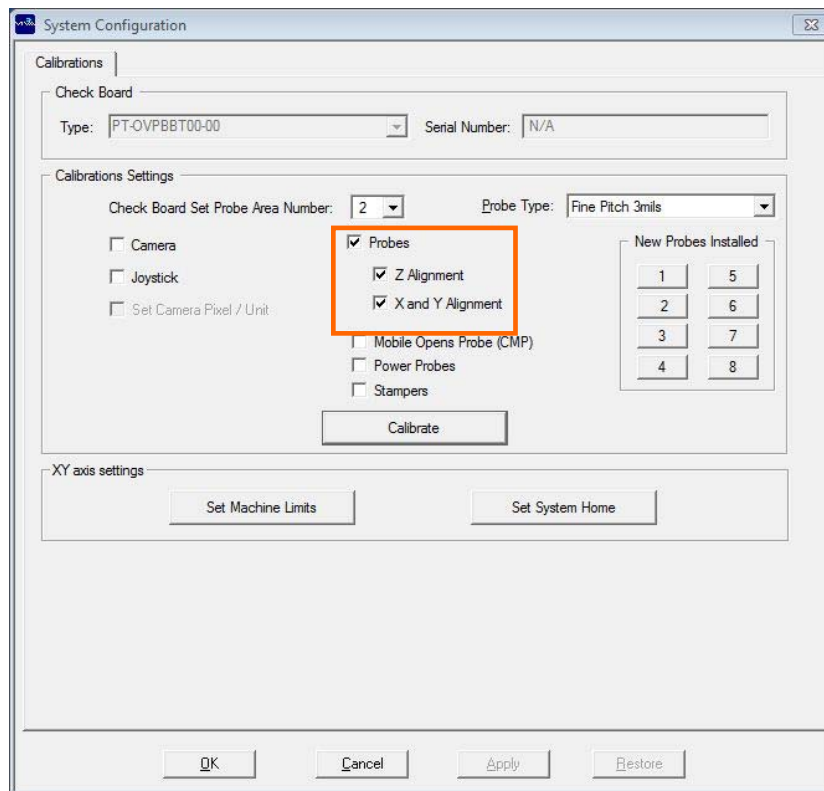 System Configuration
Calibrations
Check Board
Type: PT-OVPBBT00-00 Serial Number: N/A
Calibrations Settings
Check Board Set Probe Area Number: 2 Probe Type: Fine Pitch 3mils
Camera Probes New Probes Installed
Joystick Z Alignment 1 5
Set Camera Pixel / Unit X and Y Alignment 2 6
Mobile Opens Probe (CMP) 3 7
Power Probes 4 8
Stampers
Calibrate
XY axis settings
Set Machine Limits Set System Home
OK Cancel Apply Restore